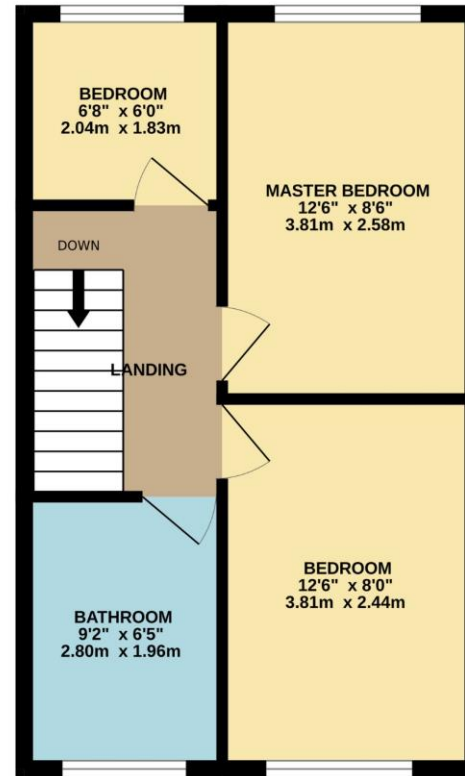 BEDROOM
6'8" x 6'0"
2.04m x 1.83m
MASTER BEDROOM
12'6" x 8'6"
3.81m x 2.58m
DOWN
LANDING
BEDROOM
12'6" x 8'0"
3.81m x 2.44m
BATHROOM
9'2" x 6'5"
2.80m x 1.96m